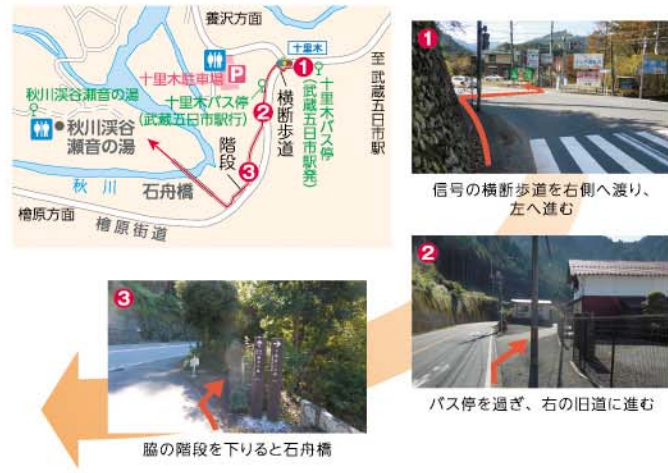 養沢方面
十里木
十里木駐車場
P
1
至 武蔵五日市駅
十里木バス停
(武蔵五日市駅発)
秋川渓谷瀬音の湯
十里木バス停
(武蔵五日市駅行)
2
横断歩道
秋川渓谷
瀬音の湯
階段
3
秋川
石舟橋
檜原方面
檜原街道
1
信号の横断歩道を右側へ渡り、
左へ進む
2
バス停を過ぎ、右の旧道に進む
3
脇の階段を下りると石舟橋